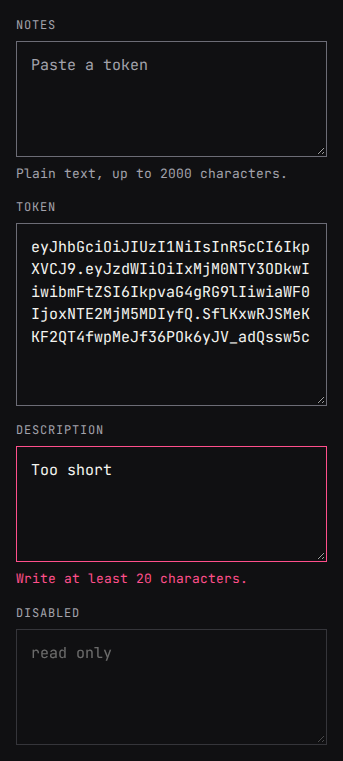 NOTES
Paste a token
Plain text, up to 2000 characters.
TOKEN
eyJhbGciOiJIUzI1NiIsInR5cCI6Ikp
XVCJ9.eyJzdWIiOiIxMjM0NTY3ODkwI
iwibmFtZSI6IkpvaG4gRG9lIiwiaWF0
IjoxNTE2MjM5MDIyfQ.SflKxwRJSMeK
KF2QT4fwpMeJf36POk6yJV_adQssw5c
DESCRIPTION
Too short
Write at least 20 characters.
DISABLED
read only